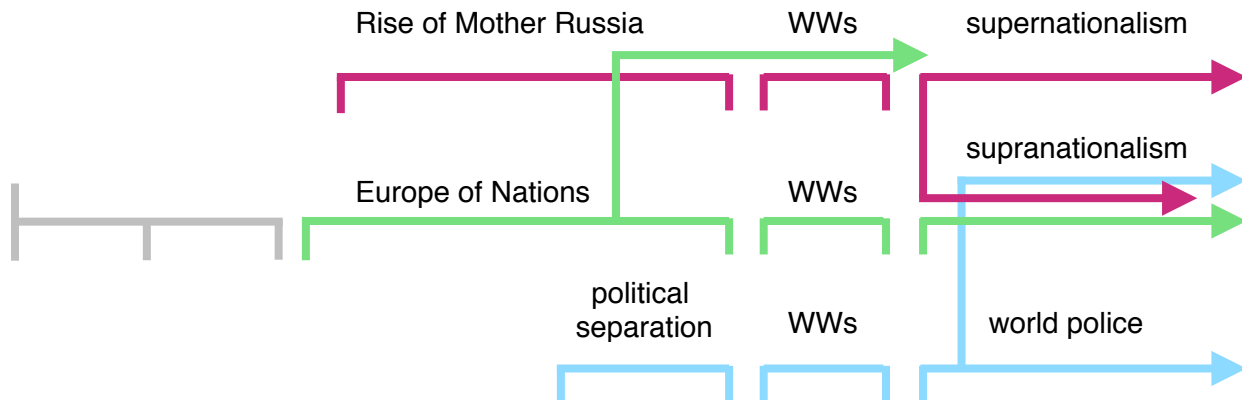 Rise of Mother Russia WWs supernationalism
supranationalism
Europe of Nations WWs
political
separation WWs world police